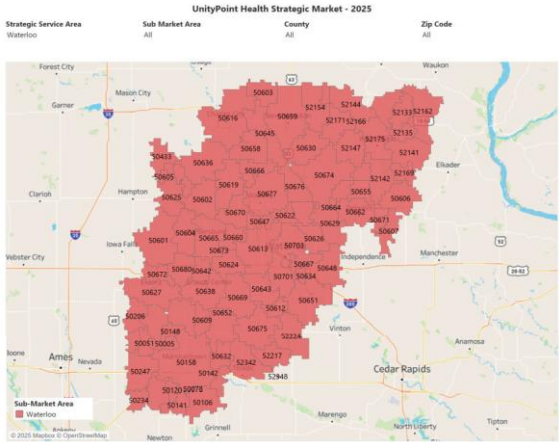 UnityPoint Health Strategic Market - 2025
Strategic Service Area Sub Market Area County Zip Code
Waterloo All All All
Forest City Waukon
50603 63
Mason City 52154 52144
Garner 50616 50659 52171 52166 52133 52162
50645 52135
50658 50630 52147 52175 52141
50433 50636 Elkader
50605 50666 50674 52142 52169
50619 50676
Clarion Hampton 50625 50602 50677 50655 50606
50670 50622 50664 50662
50604 50647 50629 50671
50601 50665 50660 50626 50607
Iowa Falls 50673 50613 50703 Independence
Webster City 50624 50667 50648 Manchester
50672 50680 50642 50701 50634
50627 50638 50643
50669 50651
50206 50652 50612
50609
50148 50675 Vinton Anamosa
Ames Nevada 50051 50005 52224
50158 50632 52217
50247 50142 52342 Cedar Rapids
50120 50078 52948
50234 50141 50106
Sub-Market Area
Waterloo
Marengo
Grinnell North Liberty Tipton
Newton
© 2025 Mapbox © OpenStreetMap